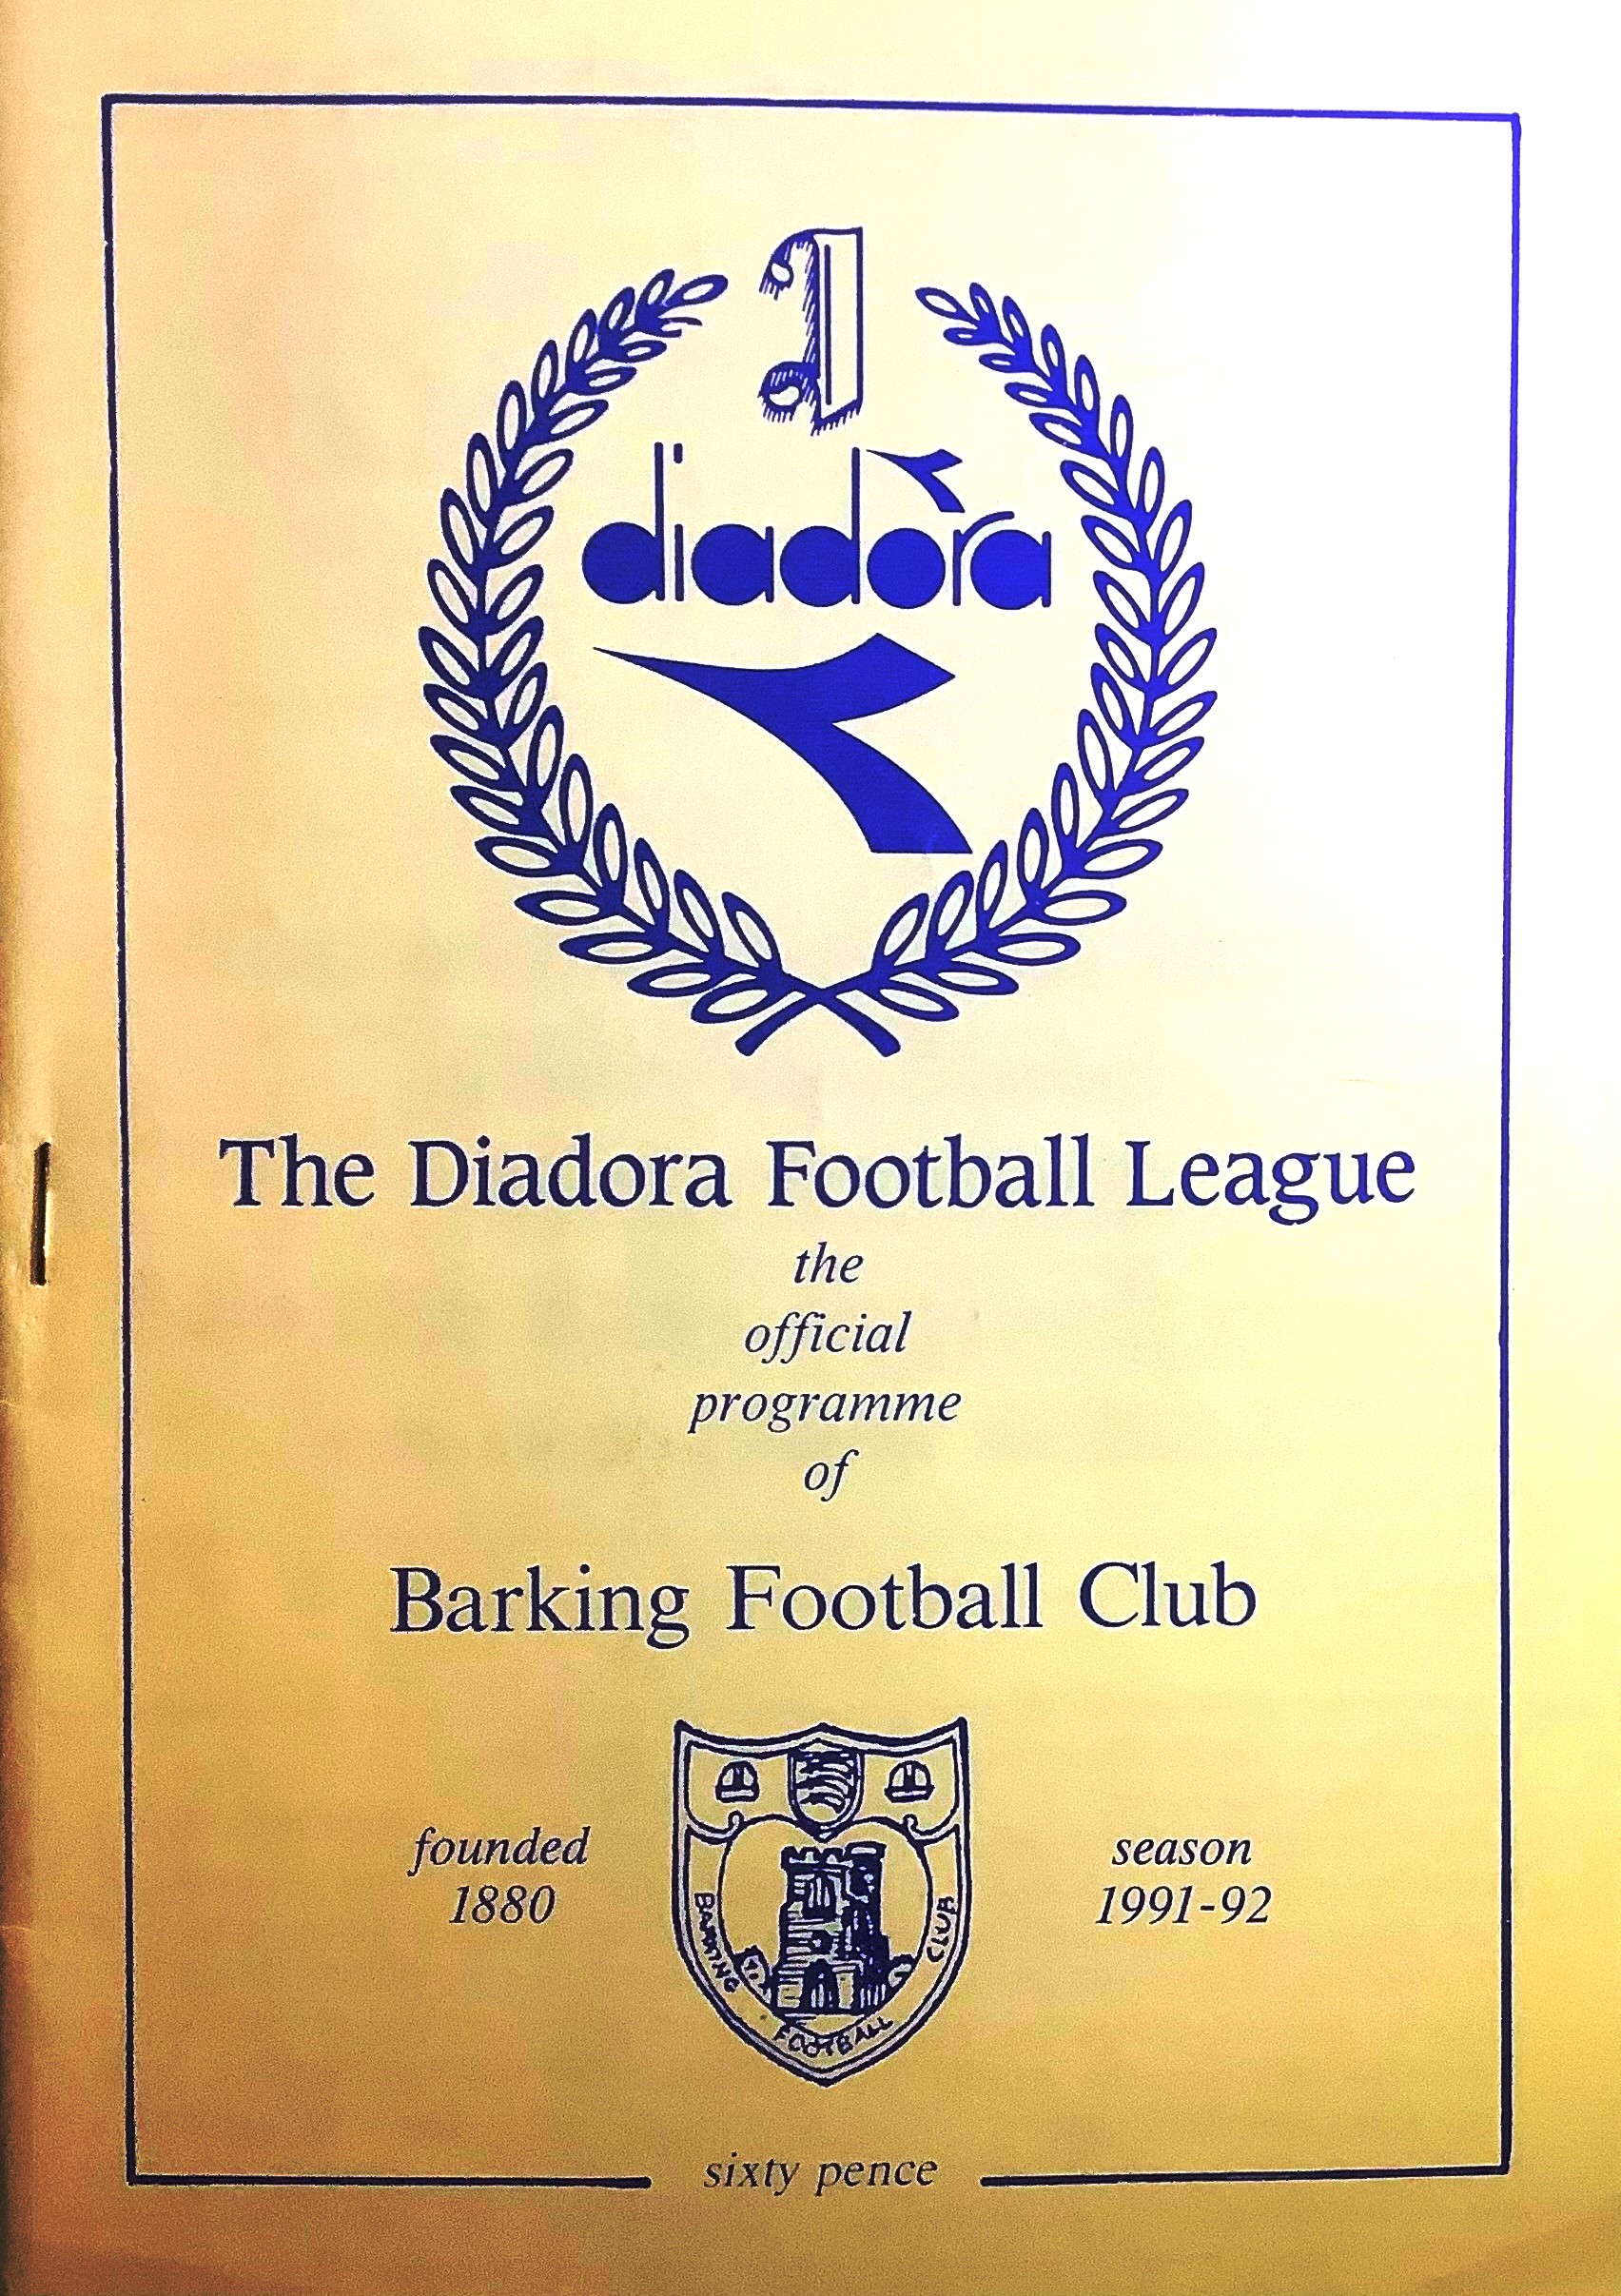 1
diadora
The Diadora Football League
the
official
programme
of
Barking Football Club
founded
1880
season
1991-92
BARKING
FOOTBALL
CLUB
sixty pence